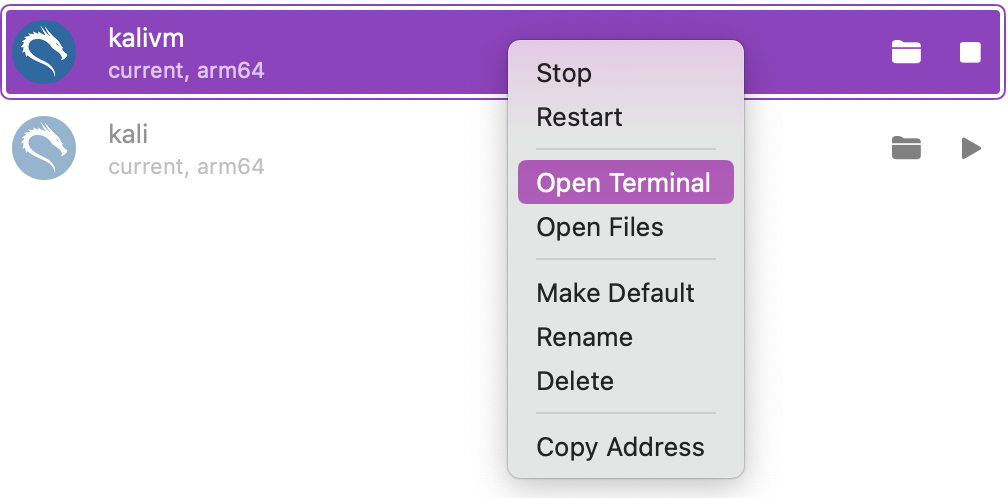 kalivm
current, arm64
kali
current, arm64
Stop
Restart
Open Terminal
Open Files
Make Default
Rename
Delete
Copy Address